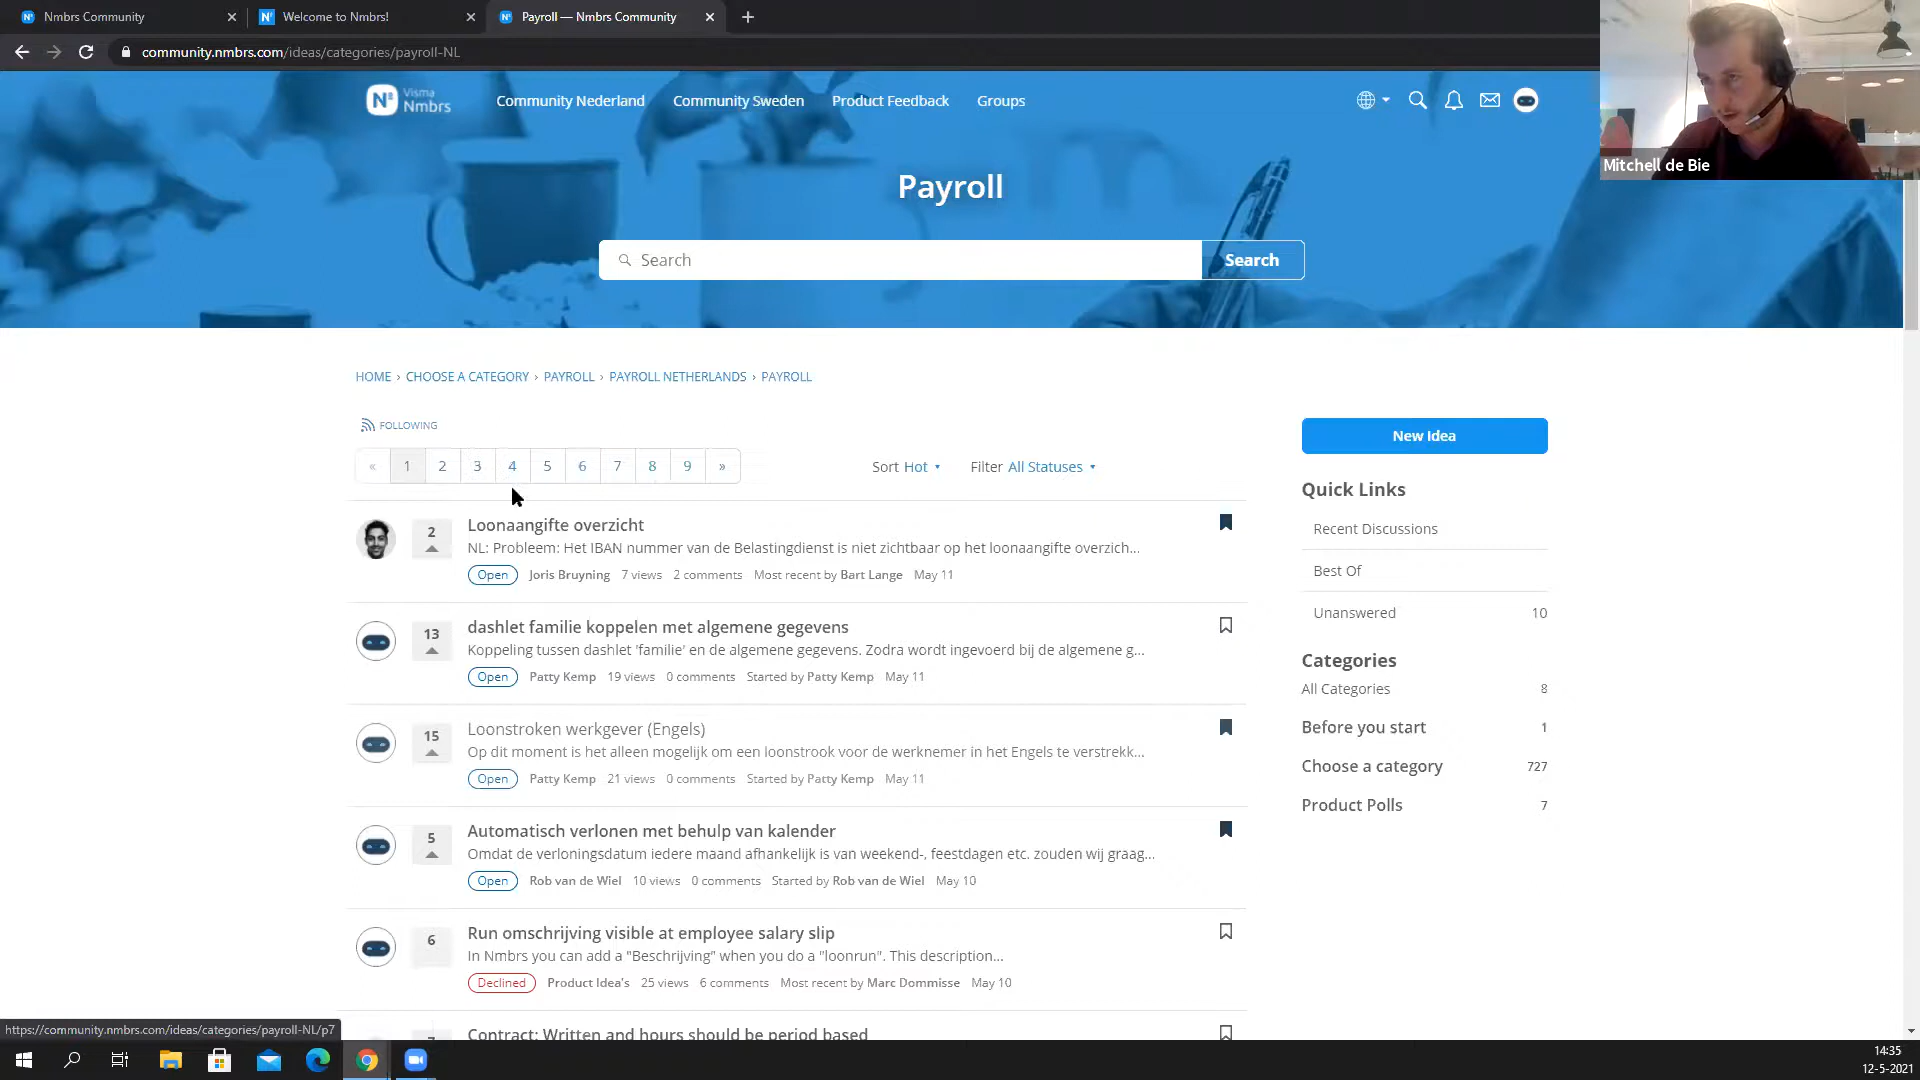 Nmbrs Community
Welcome to Nmbrs!
Payroll — Nmbrs Community
community.nmbrs.com/ideas/categories/payroll-NL
Visma
Nmbrs
Community Nederland
Community Sweden
Product Feedback
Groups
Mitchell de Bie
Payroll
Search
Search
HOME › CHOOSE A CATEGORY › PAYROLL › PAYROLL NETHERLANDS › PAYROLL
FOLLOWING
« 1 2 3 4 5 6 7 8 9 »
Sort Hot
Filter All Statuses
2
Loonaangifte overzicht
NL: Probleem: Het IBAN nummer van de Belastingdienst is niet zichtbaar op het loonaangifte overzich...
Open Joris Bruyning 7 views 2 comments Most recent by Bart Lange May 11
13
dashlet familie koppelen met algemene gegevens
Koppeling tussen dashlet 'familie' en de algemene gegevens. Zodra wordt ingevoerd bij de algemene g...
Open Patty Kemp 19 views 0 comments Started by Patty Kemp May 11
15
Loonstroken werkgever (Engels)
Op dit moment is het alleen mogelijk om een loonstrook voor de werknemer in het Engels te verstrekk...
Open Patty Kemp 21 views 0 comments Started by Patty Kemp May 11
5
Automatisch verlonen met behulp van kalender
Omdat de verloningsdatum iedere maand afhankelijk is van weekend-, feestdagen etc. zouden wij graag...
Open Rob van de Wiel 10 views 0 comments Started by Rob van de Wiel May 10
6
Run omschrijving visible at employee salary slip
In Nmbrs you can add a "Beschrijving" when you do a "loonrun". This description...
Declined Product Idea's 25 views 6 comments Most recent by Marc Dommisse May 10
Contract: Written and hours should be period based
New Idea
Quick Links
Recent Discussions
Best Of
Unanswered 10
Categories
All Categories 8
Before you start 1
Choose a category 727
Product Polls 7
https://community.nmbrs.com/ideas/categories/payroll-NL/p7
14:35
12-5-2021